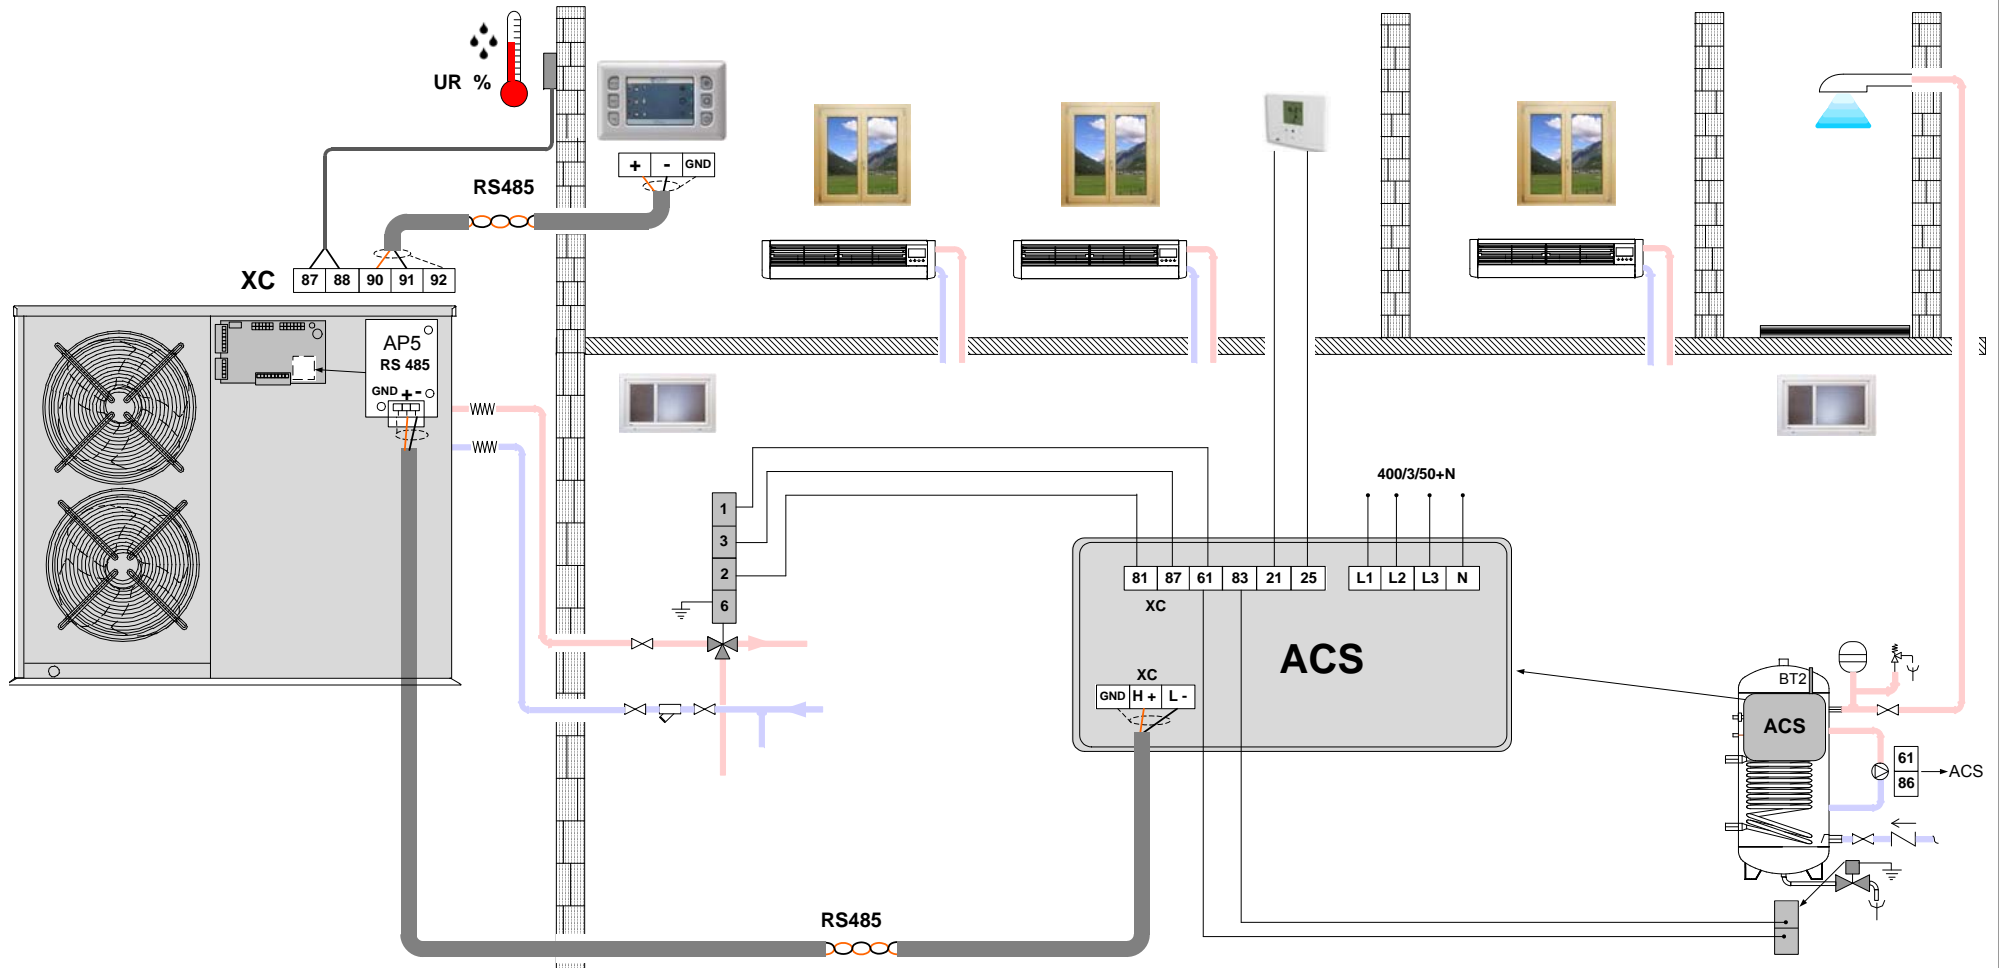 UR %
+ - GND
RS485
XC 87 88 90 91 92
AP5
RS 485
GND + -
1
3
2
6
400/3/50+N
81 87 61 83 21 25
L1 L2 L3 N
XC
ACS
XC
GND H + L -
BT2
ACS
61
86
ACS
RS485